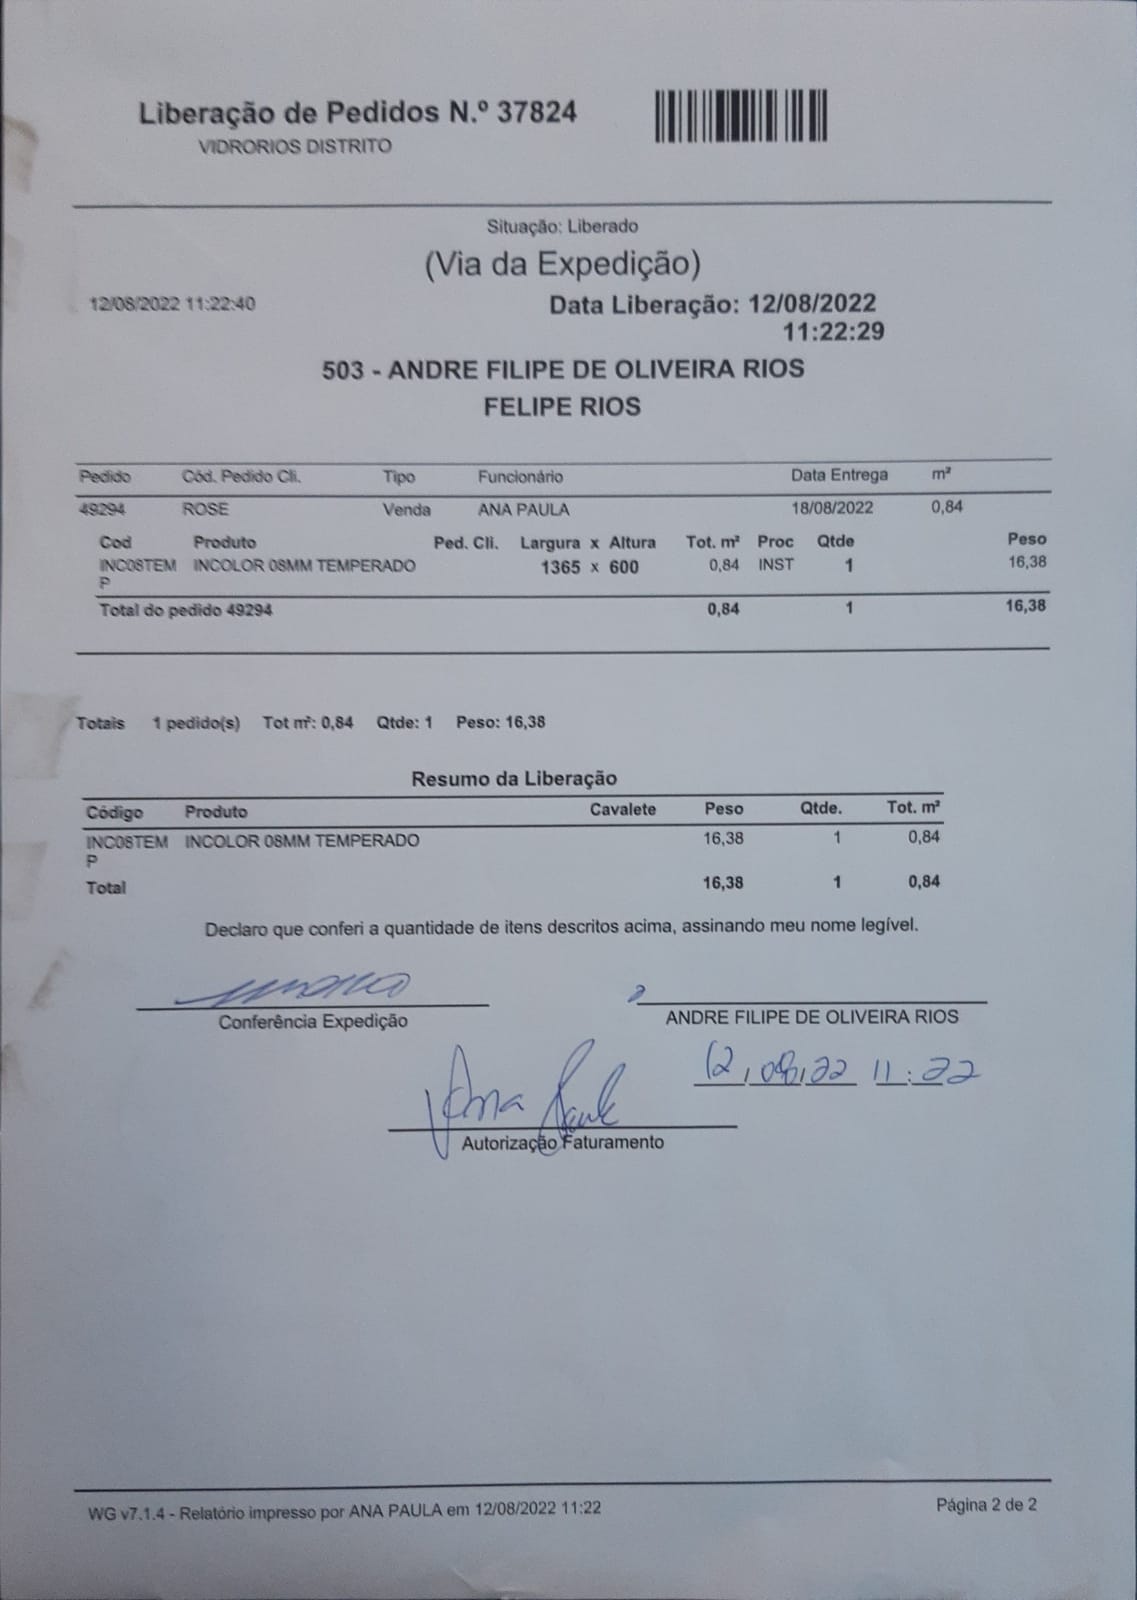 Liberação de Pedidos N.º 37824
VIDRORIOS DISTRITO
Situação: Liberado
(Via da Expedição)
12/08/2022 11:22:40 Data Liberação: 12/08/2022
11:22:29
503 - ANDRE FILIPE DE OLIVEIRA RIOS
FELIPE RIOS
Pedido Cód. Pedido Cli. Tipo Funcionário Data Entrega m²
49294 ROSE Venda ANA PAULA 18/08/2022 0,84
Cod Produto Ped. Cli. Largura x Altura Tot. m² Proc Qtde Peso
INC08TEM INCOLOR 08MM TEMPERADO 1365 x 600 0,84 INST 1 16,38
P
Total do pedido 49294 0,84 1 16,38
Totais 1 pedido(s) Tot m²: 0,84 Qtde: 1 Peso: 16,38
Resumo da Liberação
Código Produto Cavalete Peso Qtde. Tot. m²
INC08TEM INCOLOR 08MM TEMPERADO 16,38 1 0,84
P
Total 16,38 1 0,84
Declaro que conferi a quantidade de itens descritos acima, assinando meu nome legível.
Conferência Expedição ANDRE FILIPE DE OLIVEIRA RIOS
12,08,22 11:22
Ana Paula
Autorização Faturamento
WG v7.1.4 - Relatório impresso por ANA PAULA em 12/08/2022 11:22 Página 2 de 2